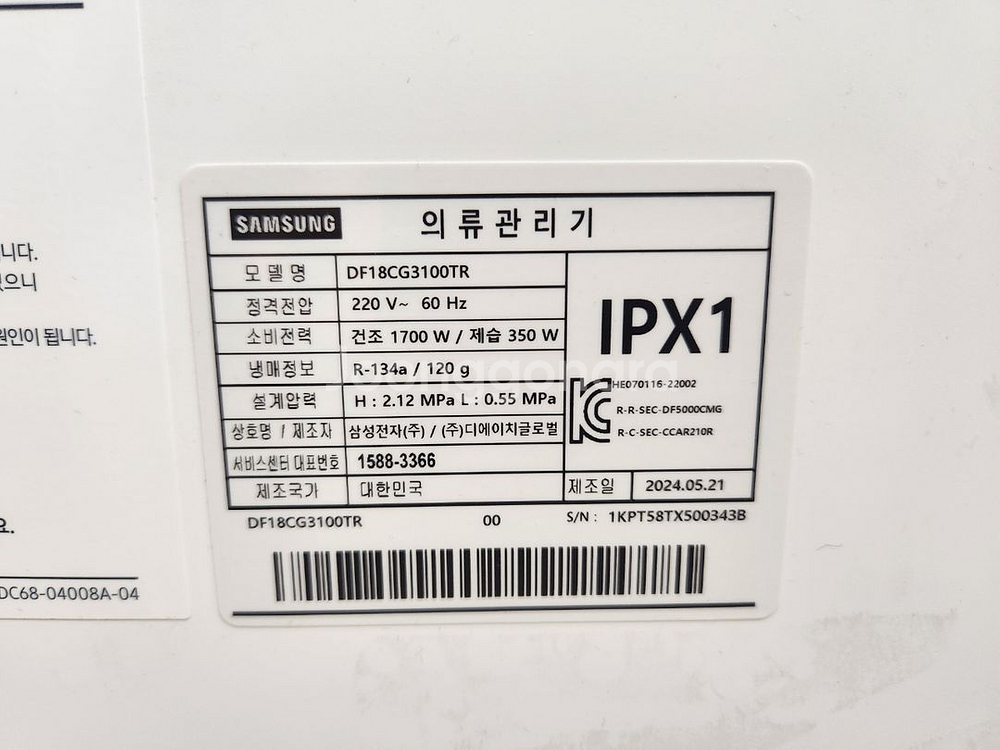 니다.
었으니
원인이 됩니다.
요.
DC68-04008A-04
SAMSUNG 의류관리기
모델명 DF18CG3100TR
정격전압 220 V~ 60 Hz
소비전력 건조 1700 W / 제습 350 W
냉매정보 R-134a / 120 g
설계압력 H : 2.12 MPa L : 0.55 MPa
상호명 / 제조자 삼성전자(주) / (주)디에이치글로벌
서비스센터 대표번호 1588-3366
제조국가 대한민국
IPX1
HE070116-22002
R-R-SEC-DF5000CMG
R-C-SEC-CCAR210R
제조일 2024.05.21
DF18CG3100TR 00 S/N : 1KPT58TX500343B